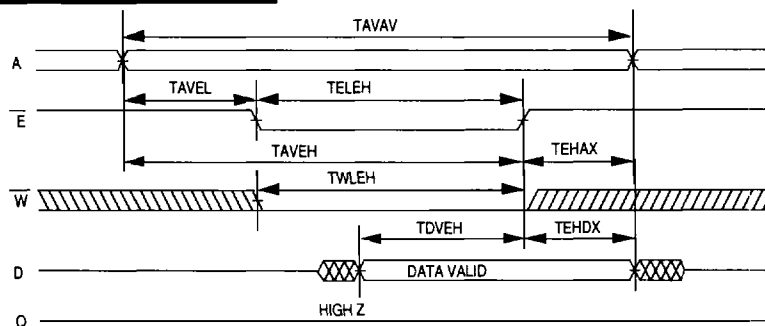 TAVAV
A
TAVEL TELEH
E
TAVEH TEHAX
TWLEH
W
TDVEH TEHDX
D DATA VALID
HIGH Z
Q